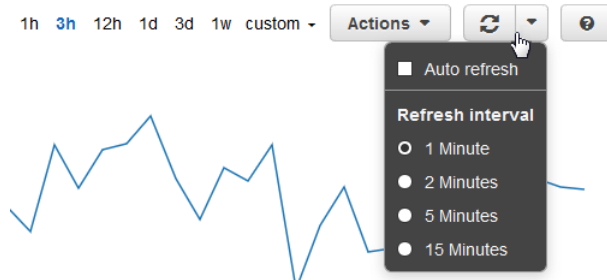 1h 3h 12h 1d 3d 1w custom Actions ?
Auto refresh
Refresh interval
1 Minute
2 Minutes
5 Minutes
15 Minutes